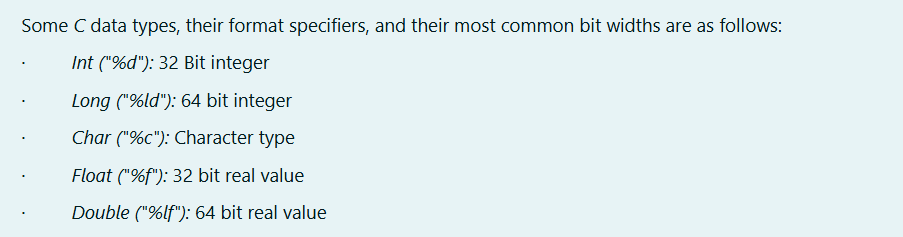 Some C data types, their format specifiers, and their most common bit widths are as follows:
· Int ("%d"): 32 Bit integer
· Long ("%ld"): 64 bit integer
· Char ("%c"): Character type
· Float ("%f"): 32 bit real value
· Double ("%lf"): 64 bit real value